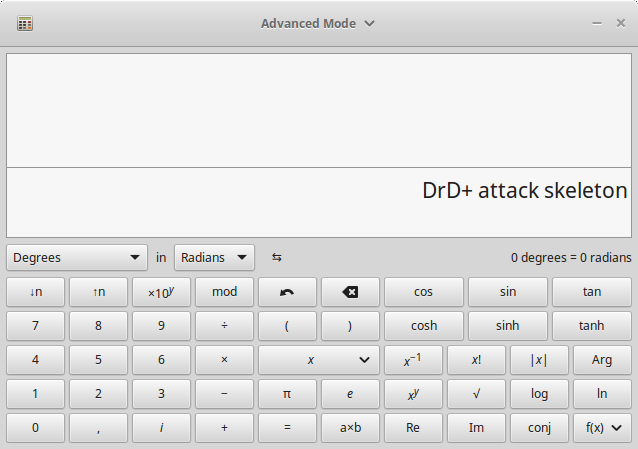 Advanced Mode
DrD+ attack skeleton
Degrees in Radians ⇆ 0 degrees = 0 radians
↓n ↑n ×10^y mod cos sin tan
7 8 9 ÷ ( ) cosh sinh tanh
4 5 6 × x x⁻¹ x! |x| Arg
1 2 3 − π e x^y √ log ln
0 , i + = a×b Re Im conj f(x)